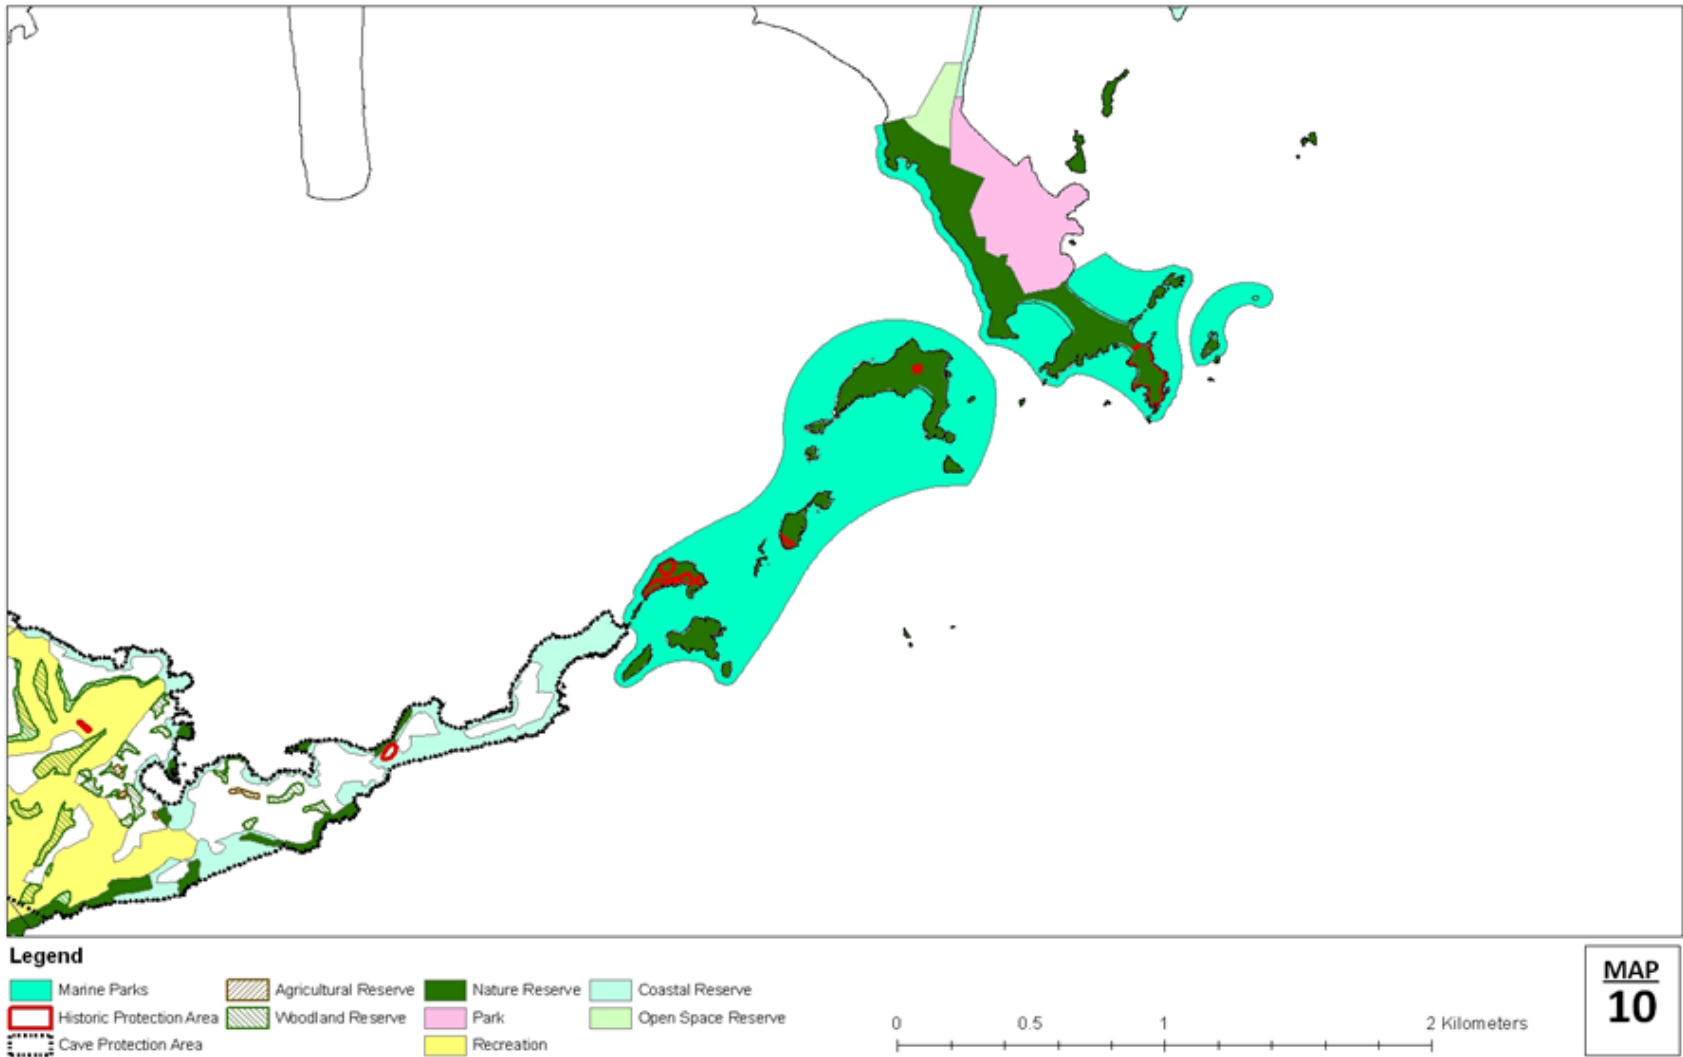 Legend
Marine Parks
Agricultural Reserve
Nature Reserve
Coastal Reserve
Historic Protection Area
Woodland Reserve
Park
Open Space Reserve
Cave Protection Area
Recreation
0 0.5 1 2 Kilometers
MAP
10